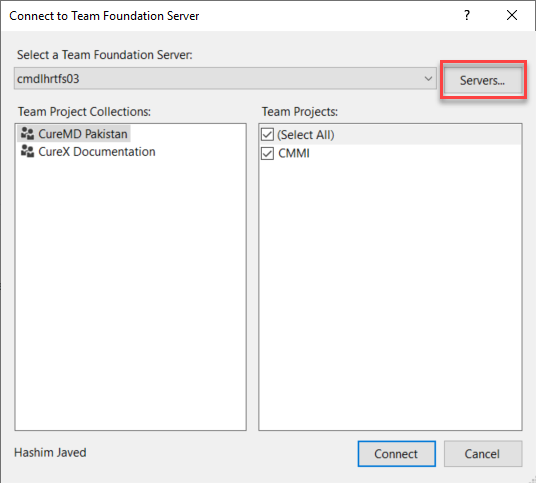 Connect to Team Foundation Server
?
Select a Team Foundation Server:
cmdlhrtfs03
Servers...
Team Project Collections:
Team Projects:
CureMD Pakistan
CureX Documentation
(Select All)
CMMI
Hashim Javed
Connect
Cancel